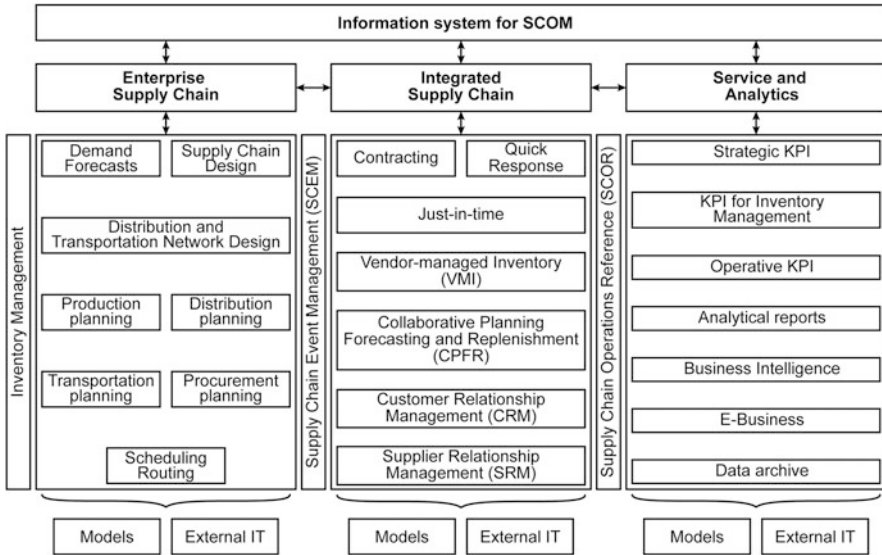 Information system for SCOM
Enterprise
Supply Chain
Integrated
Supply Chain
Service and
Analytics
Inventory Management
Demand
Forecasts
Supply Chain
Design
Distribution and
Transportation Network Design
Production
planning
Distribution
planning
Transportation
planning
Procurement
planning
Scheduling
Routing
Models
External IT
Supply Chain Event Management (SCEM)
Contracting
Quick
Response
Just-in-time
Vendor-managed Inventory
(VMI)
Collaborative Planning
Forecasting and Replenishment
(CPFR)
Customer Relationship
Management (CRM)
Supplier Relationship
Management (SRM)
Models
External IT
Supply Chain Operations Reference (SCOR)
Strategic KPI
KPI for Inventory
Management
Operative KPI
Analytical reports
Business Intelligence
E-Business
Data archive
Models
External IT